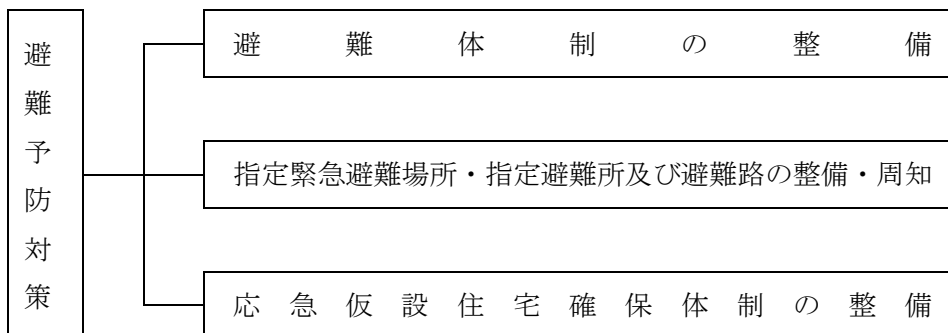 避難予防対策
避難体制の整備
指定緊急避難場所・指定避難所及び避難路の整備・周知
応急仮設住宅確保体制の整備